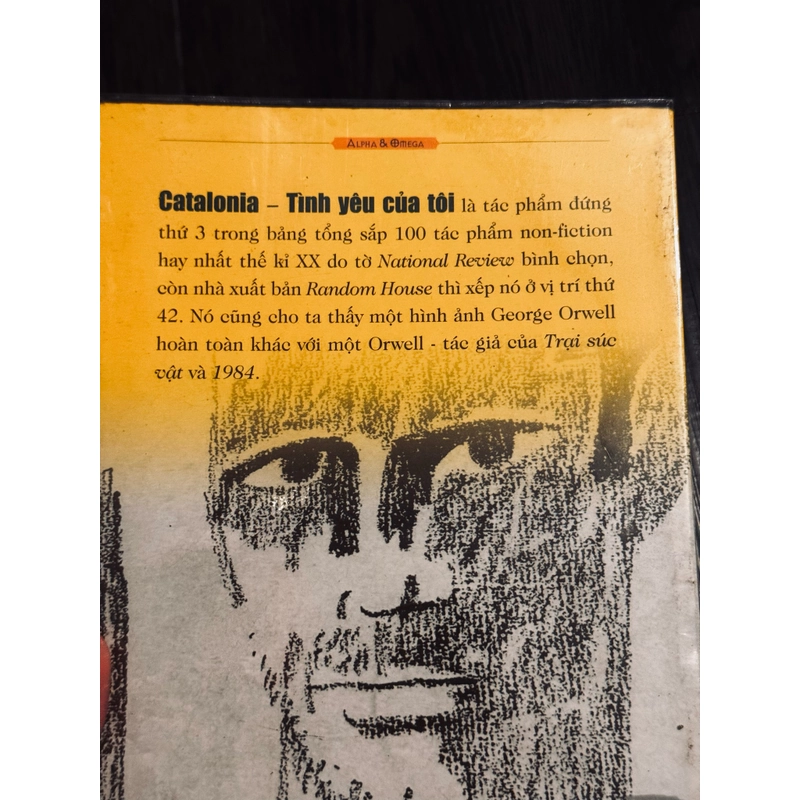 ALPHA & OMEGA
Catalonia – Tình yêu của tôi là tác phẩm đứng
thứ 3 trong bảng tổng sắp 100 tác phẩm non-fiction
hay nhất thế kỉ XX do tờ National Review bình chọn,
còn nhà xuất bản Random House thì xếp nó ở vị trí thứ
42. Nó cũng cho ta thấy một hình ảnh George Orwell
hoàn toàn khác với một Orwell - tác giả của Trại súc
vật và 1984.